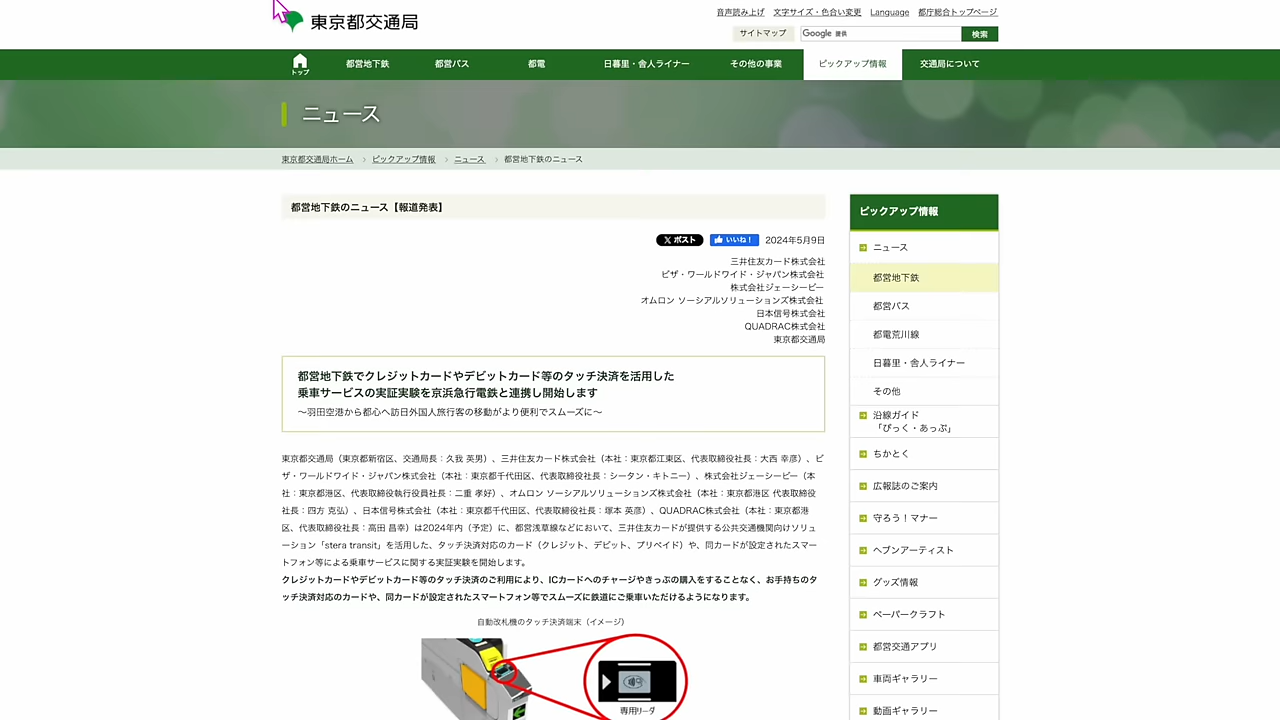 東京都交通局
音声読み上げ 文字サイズ・色合い変更 Language 都庁総合トップページ
サイトマップ Google 提供 検索
トップ 都営地下鉄 都営バス 都電 日暮里・舎人ライナー その他の事業 ピックアップ情報 交通局について
ニュース
東京都交通局ホーム > ピックアップ情報 > ニュース > 都営地下鉄のニュース
都営地下鉄のニュース【報道発表】
X ポスト いいね! 2024年5月9日
三井住友カード株式会社
ビザ・ワールドワイド・ジャパン株式会社
株式会社ジェーシービー
オムロン ソーシアルソリューションズ株式会社
日本信号株式会社
QUADRAC株式会社
東京都交通局
都営地下鉄でクレジットカードやデビットカード等のタッチ決済を活用した
乗車サービスの実証実験を京浜急行電鉄と連携し開始します
～羽田空港から都心へ訪日外国人旅行客の移動がより便利でスムーズに～
東京都交通局（東京都新宿区、交通局長：久我 英男）、三井住友カード株式会社（本社：東京都江東区、代表取締役社長：大西 幸彦）、ビ
ザ・ワールドワイド・ジャパン株式会社（本社：東京都千代田区、代表取締役社長：シータン・キトニー）、株式会社ジェーシービー（本
社：東京都港区、代表取締役執行役員社長：二重 孝好）、オムロン ソーシアルソリューションズ株式会社（本社：東京都港区 代表取締役
社長：四方 克弘）、日本信号株式会社（本社：東京都千代田区、代表取締役社長：塚本 英彦）、QUADRAC株式会社（本社：東京都港
区、代表取締役社長：高田 昌幸）は2024年内（予定）に、都営浅草線などにおいて、三井住友カードが提供する公共交通機関向けソリュ
ーション「stera transit」を活用した、タッチ決済対応のカード（クレジット、デビット、プリペイド）や、同カードが設定されたスマー
トフォン等による乗車サービスに関する実証実験を開始します。
クレジットカードやデビットカード等のタッチ決済のご利用により、ICカードへのチャージやきっぷの購入をすることなく、お手持ちのタ
ッチ決済対応のカードや、同カードが設定されたスマートフォン等でスムーズに鉄道にご乗車いただけるようになります。
自動改札機のタッチ決済端末（イメージ）
専用リーダ
ピックアップ情報
ニュース
都営地下鉄
都営バス
都電荒川線
日暮里・舎人ライナー
その他
沿線ガイド
「ぴっく・あっぷ」
ちかとく
広報誌のご案内
守ろう！マナー
ヘブンアーティスト
グッズ情報
ペーパークラフト
都営交通アプリ
車両ギャラリー
動画ギャラリー